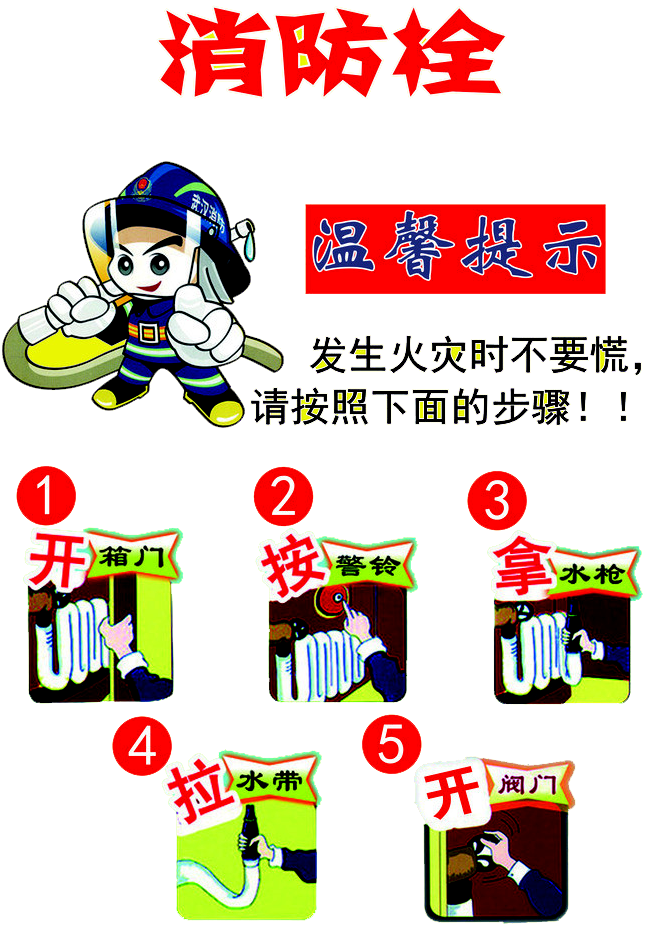 消防栓
武汉消防
温馨提示
发生火灾时不要慌，
请按照下面的步骤！！
1
开箱门
2
按警铃
3
拿水枪
4
拉水带
5
开阀门